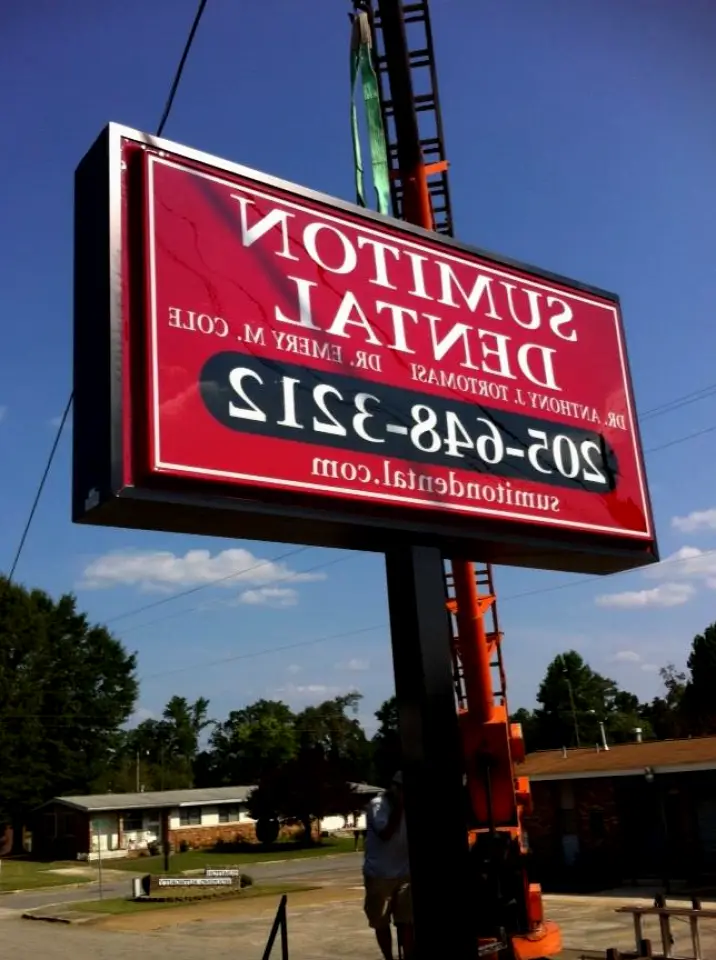 SUMITON
DENTAL
DR. ANTHONY J. TORTOMASI DR. EMERY M. COLE
205-648-3212
sumitondental.com